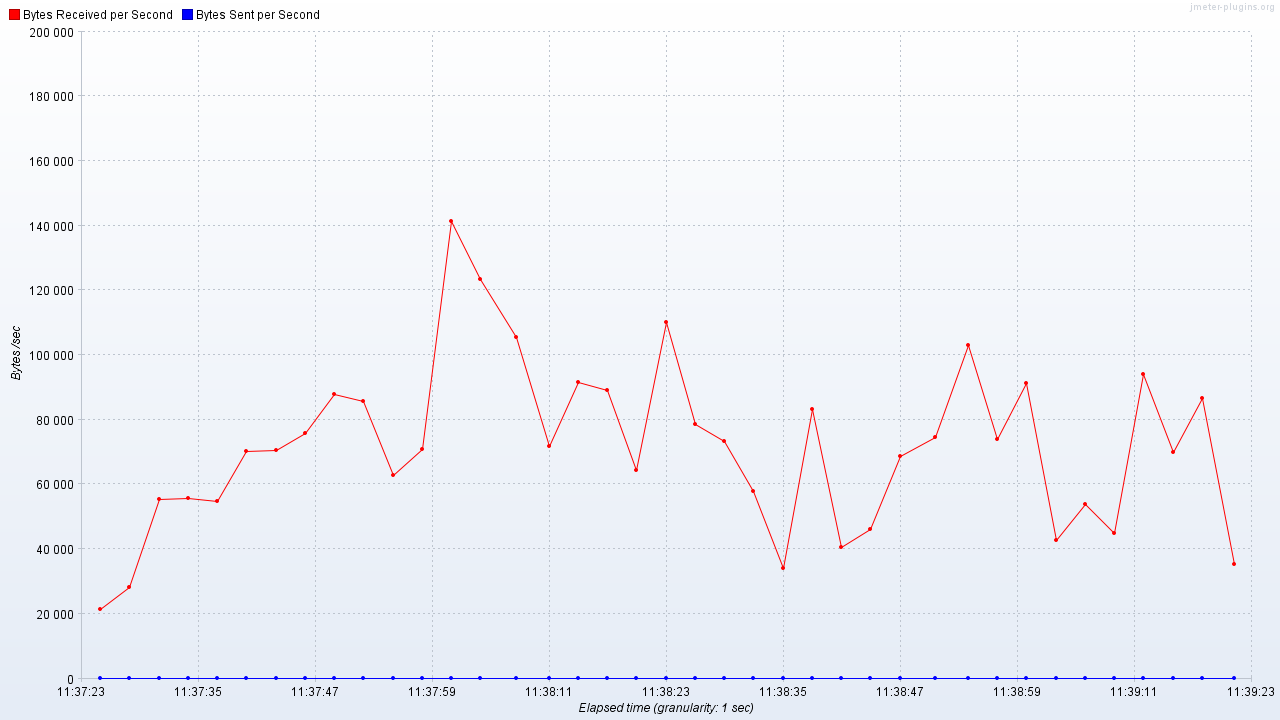 Bytes Received per Second Bytes Sent per Second
jmeter-plugins.org
200 000
180 000
160 000
140 000
120 000
100 000
80 000
60 000
40 000
20 000
0
Bytes /sec
11:37:23 11:37:35 11:37:47 11:37:59 11:38:11 11:38:23 11:38:35 11:38:47 11:38:59 11:39:11 11:39:23
Elapsed time (granularity: 1 sec)